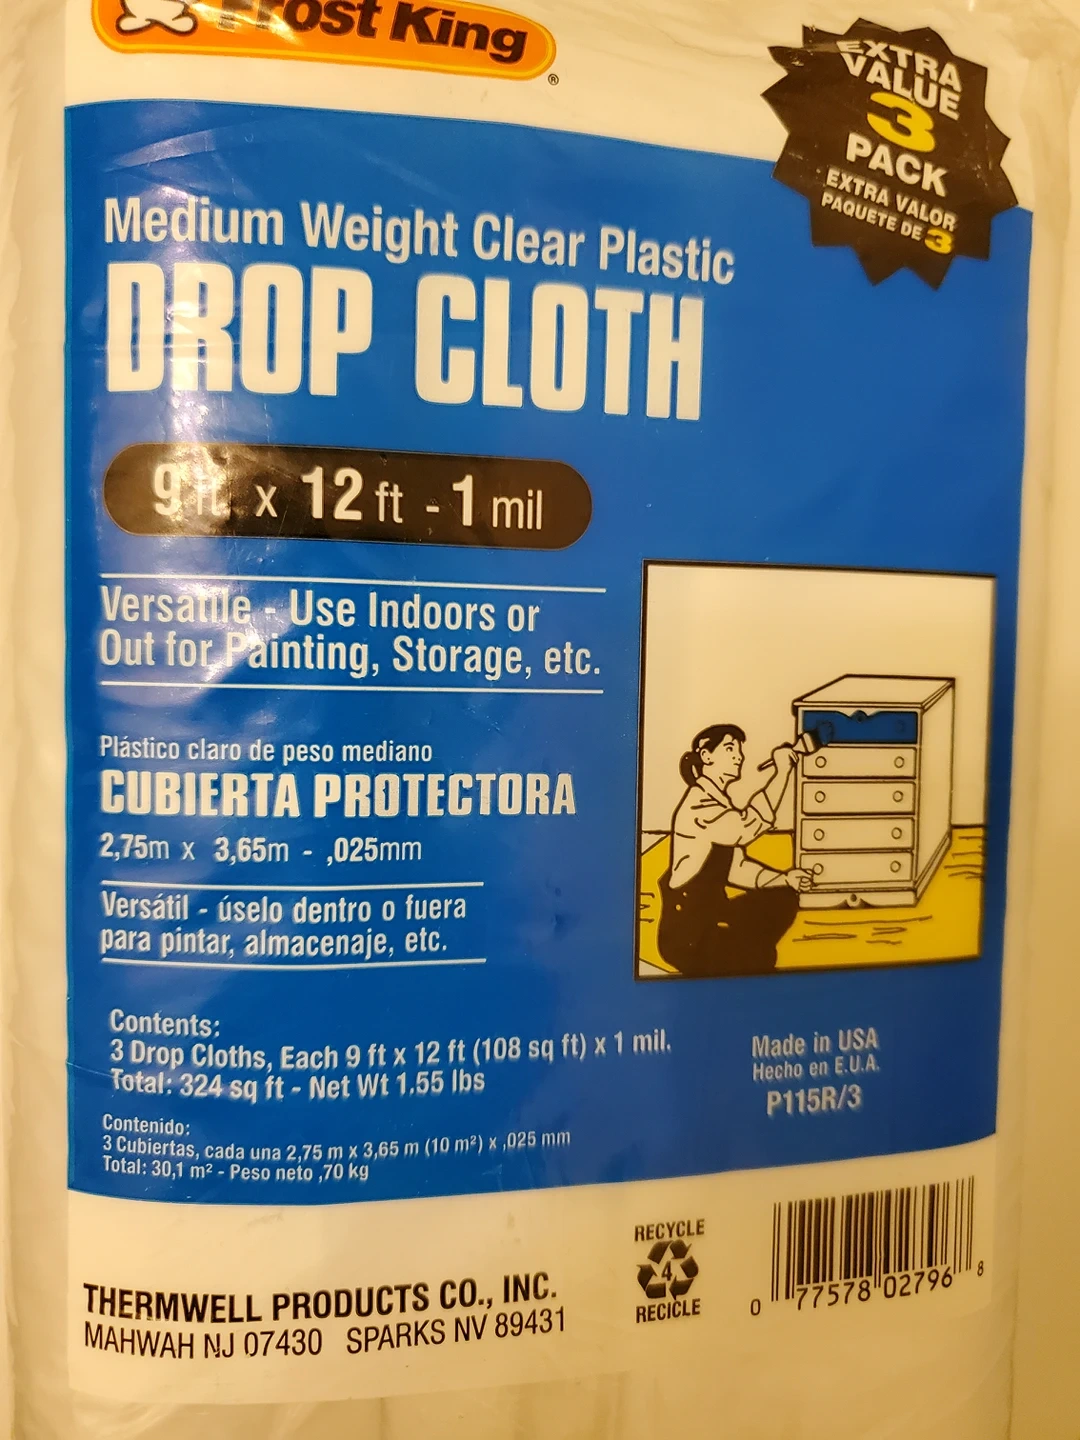 Frost King
®
EXTRA
VALUE
3
PACK
EXTRA VALOR
PAQUETE DE 3
Medium Weight Clear Plastic
DROP CLOTH
9 ft. x 12 ft - 1 mil
Versatile - Use Indoors or
Out for Painting, Storage, etc.
Plástico claro de peso mediano
CUBIERTA PROTECTORA
2,75m x 3,65m - ,025mm
Versátil - úselo dentro o fuera
para pintar, almacenaje, etc.
Contents:
3 Drop Cloths, Each 9 ft x 12 ft (108 sq ft) x 1 mil.
Total: 324 sq ft - Net Wt 1.55 lbs
Contenido:
3 Cubiertas, cada una 2,75 m x 3,65 m (10 m²) x ,025 mm
Total: 30,1 m² - Peso neto ,70 kg
Made in USA
Hecho en E.U.A.
P115R/3
THERMWELL PRODUCTS CO., INC.
MAHWAH NJ 07430 SPARKS NV 89431
RECYCLE
4
RECICLE
0 77578 02796 8